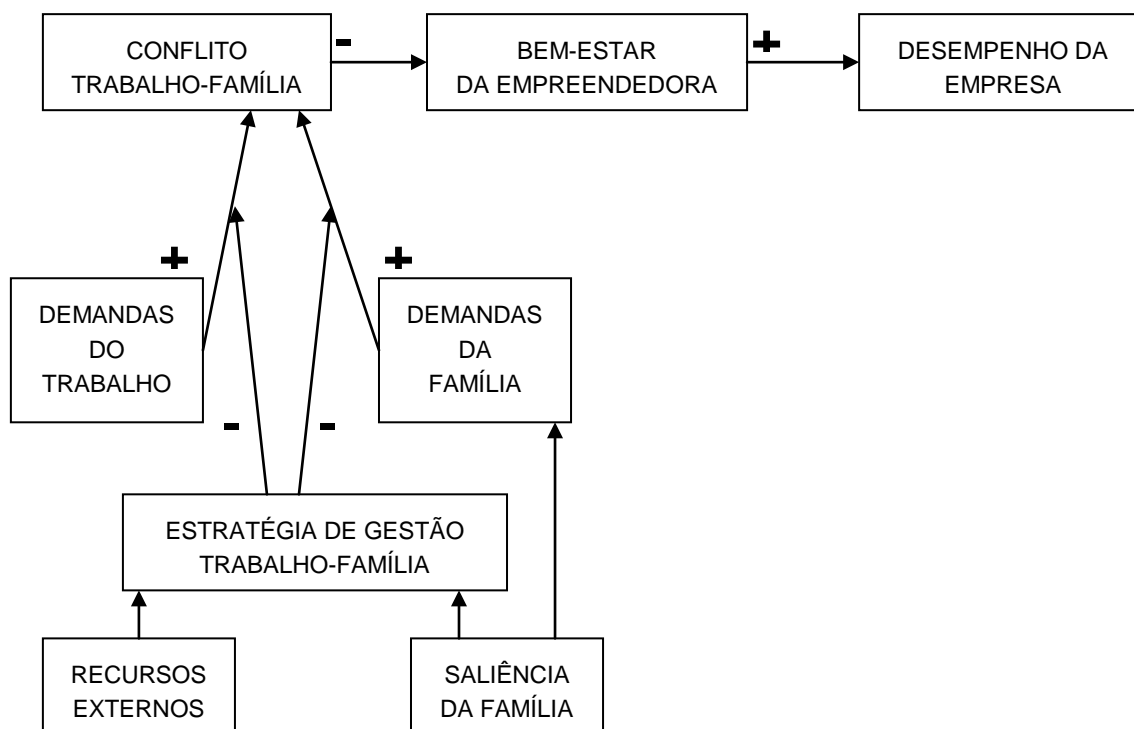 CONFLITO
TRABALHO-FAMÍLIA
-
BEM-ESTAR
DA EMPREENDEDORA
+
DESEMPENHO DA
EMPRESA
+
DEMANDAS
DO
TRABALHO
+
DEMANDAS
DA
FAMÍLIA
-
-
ESTRATÉGIA DE GESTÃO
TRABALHO-FAMÍLIA
RECURSOS
EXTERNOS
SALIÊNCIA
DA FAMÍLIA